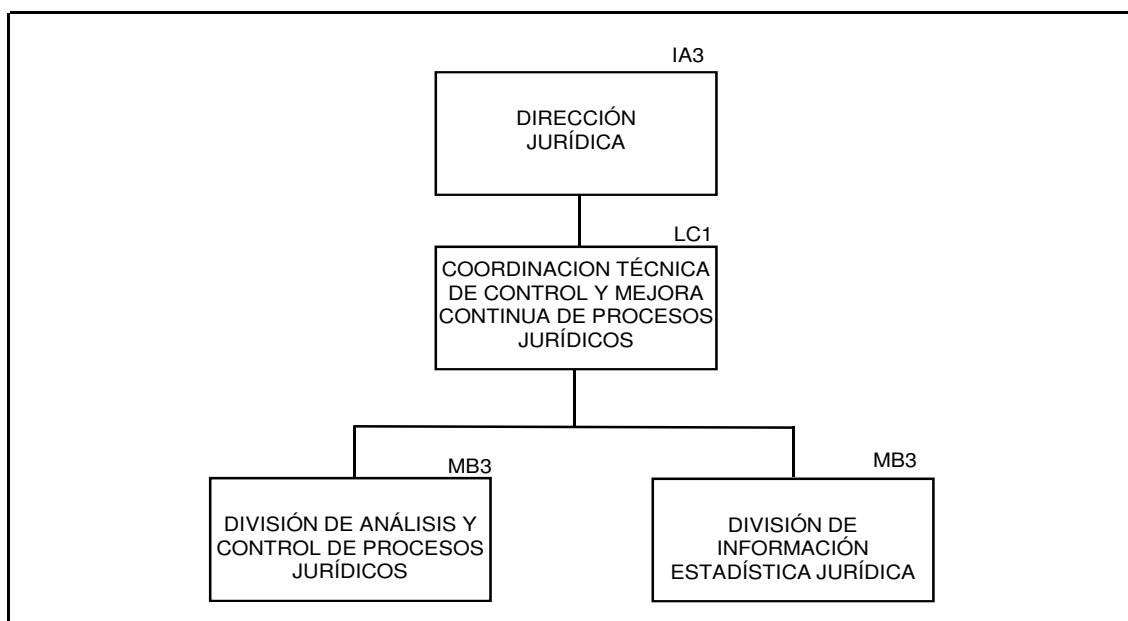 IA3
DIRECCIÓN
JURÍDICA
LC1
COORDINACION TÉCNICA
DE CONTROL Y MEJORA
CONTINUA DE PROCESOS
JURÍDICOS
MB3
DIVISIÓN DE ANÁLISIS Y
CONTROL DE PROCESOS
JURÍDICOS
MB3
DIVISIÓN DE
INFORMACIÓN
ESTADÍSTICA JURÍDICA